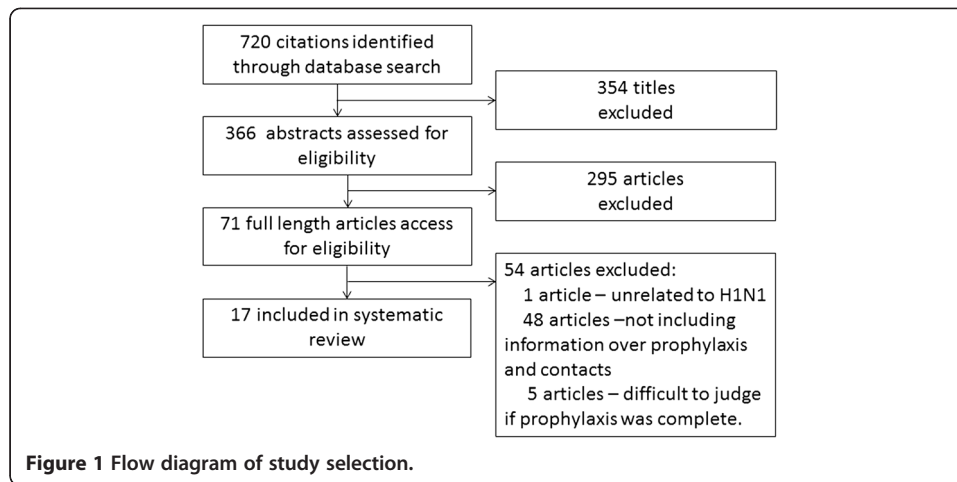 720 citations identified
through database search
354 titles
excluded
366 abstracts assessed for
eligibility
295 articles
excluded
71 full length articles access
for eligibility
54 articles excluded:
1 article – unrelated to H1N1
48 articles –not including
information over prophylaxis
and contacts
5 articles – difficult to judge
if prophylaxis was complete.
17 included in systematic
review
Figure 1 Flow diagram of study selection.